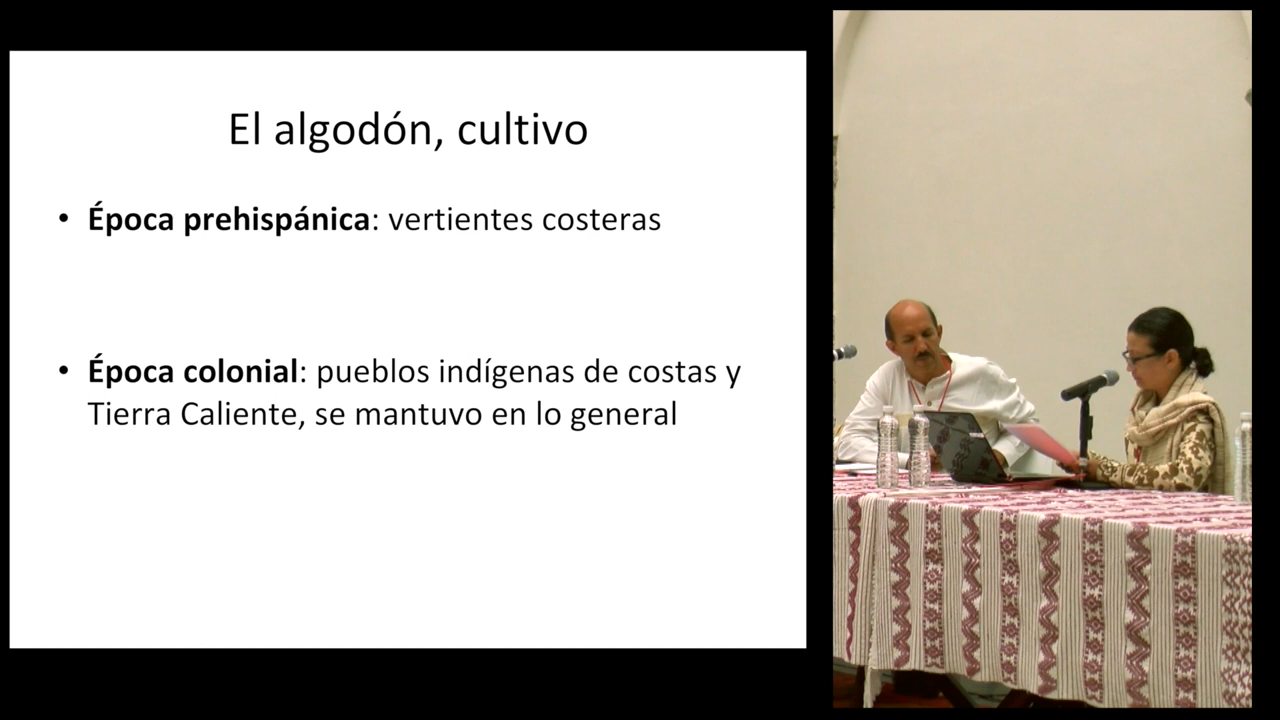 El algodón, cultivo
• Época prehispánica: vertientes costeras
• Época colonial: pueblos indígenas de costas y
Tierra Caliente, se mantuvo en lo general